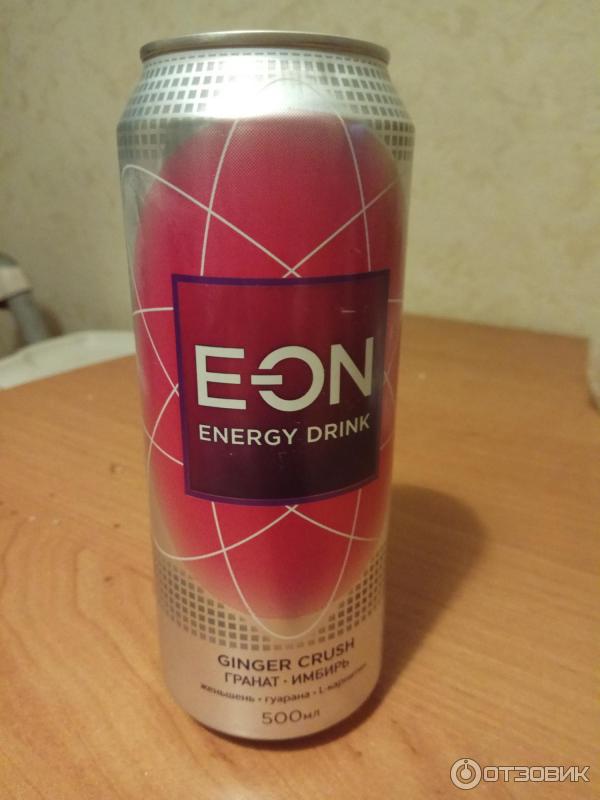 E-ON
ENERGY DRINK
GINGER CRUSH
ГРАНАТ · ИМБИРЬ
женьшень · гуарана · L-карнитин
500мл
ОТЗОВИК